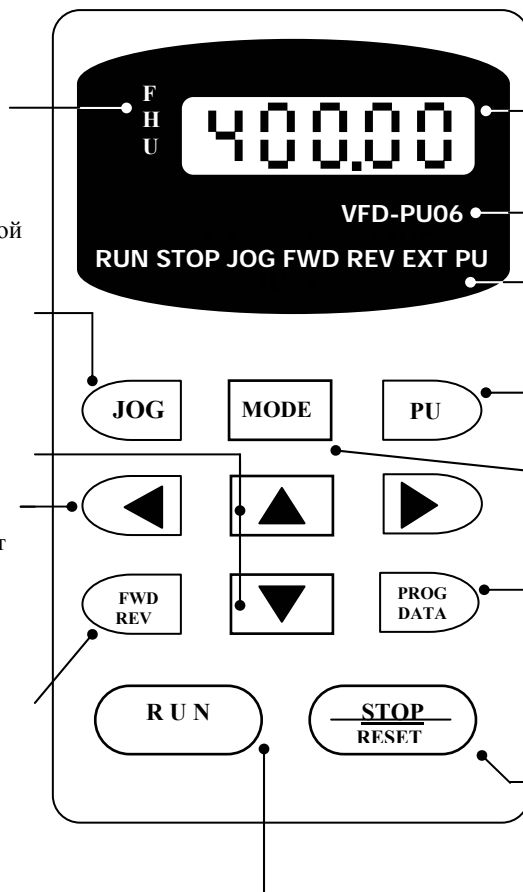 F
H
U
400.00
VFD-PU06
ой
RUN STOP JOG FWD REV EXT PU
JOG MODE PU
т
FWD
REV
PROG
DATA
RUN
STOP
RESET